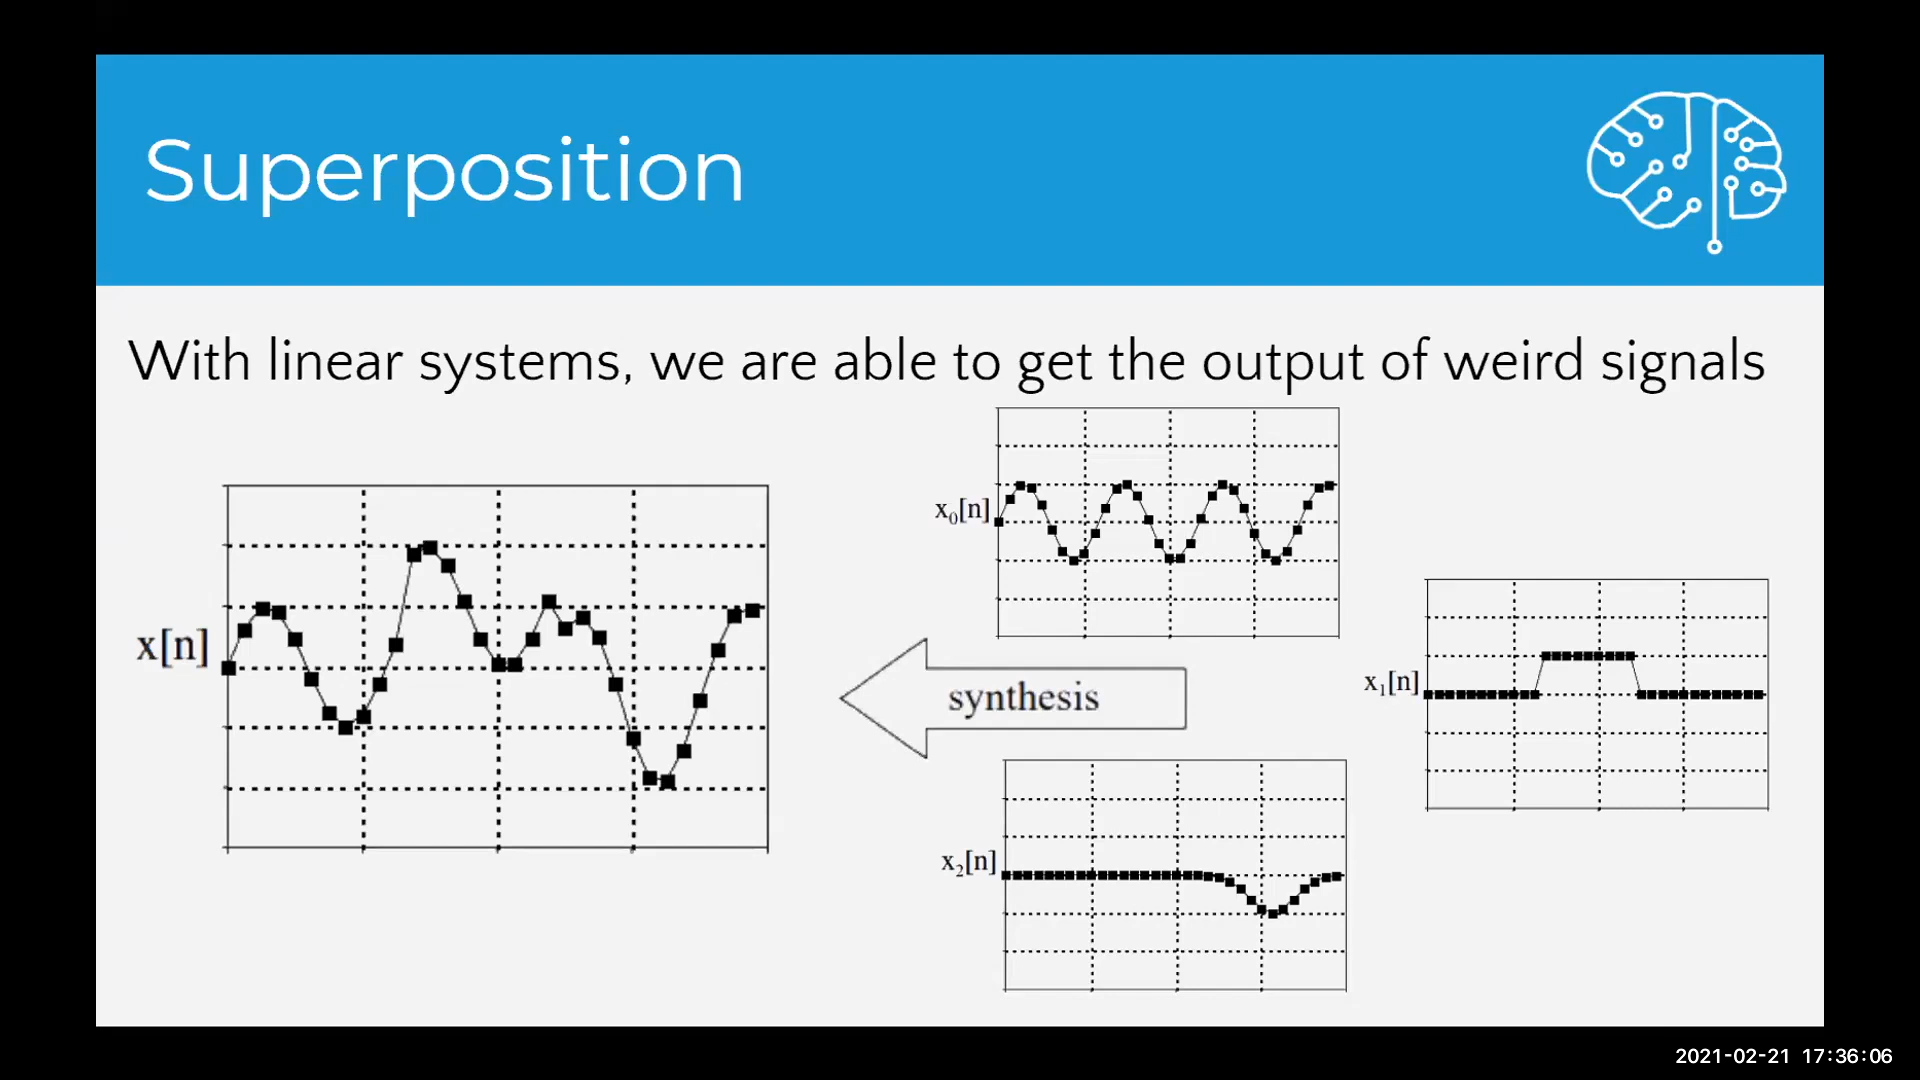 Superposition
With linear systems, we are able to get the output of weird signals
x[n]
x₀[n]
synthesis
x₁[n]
x₂[n]
2021-02-21 17:36:06